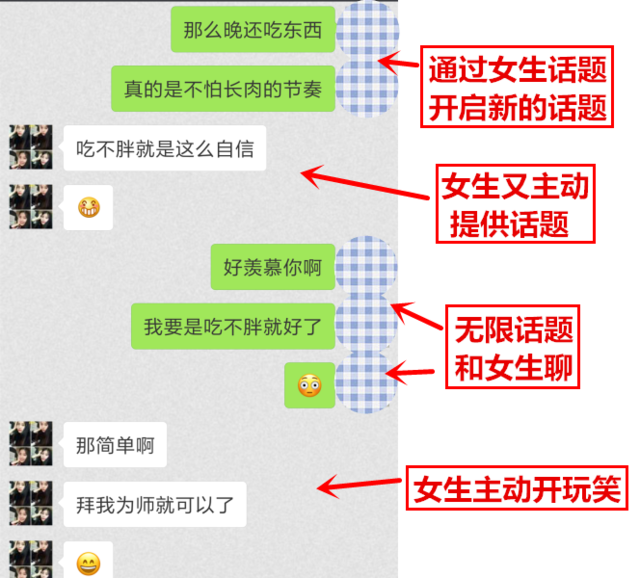 那么晚还吃东西
真的是不怕长肉的节奏
通过女生话题
开启新的话题
吃不胖就是这么自信
女生又主动
提供话题
好羡慕你啊
我要是吃不胖就好了
无限话题
和女生聊
那简单啊
拜我为师就可以了
女生主动开玩笑